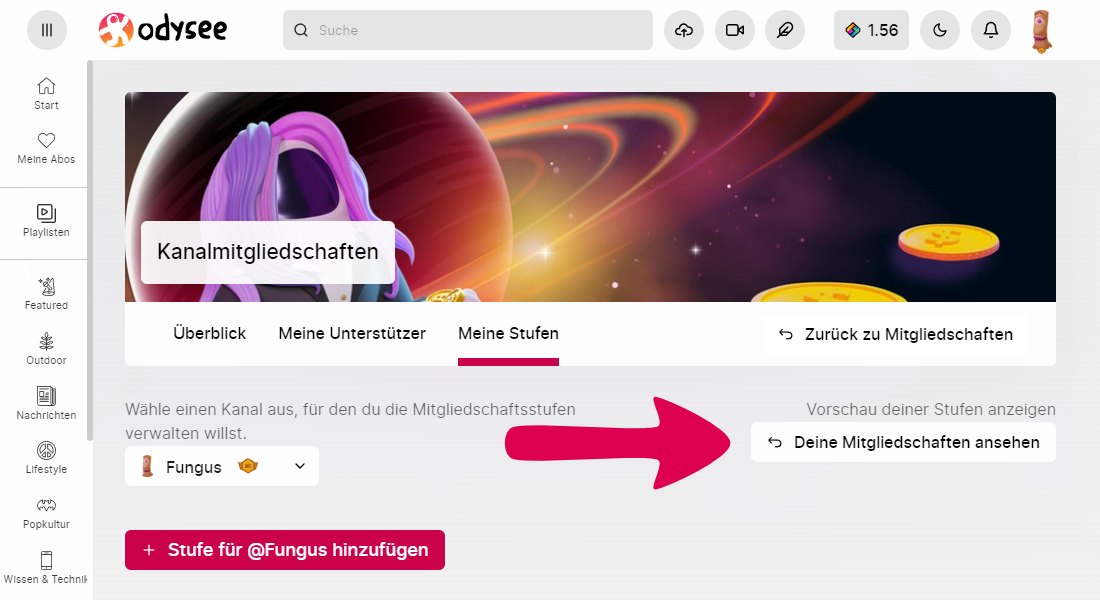 odysee
Suche
1.56
Start
Meine Abos
Playlisten
Featured
Outdoor
Nachrichten
Lifestyle
Popkultur
Wissen & Technik
Kanalmitgliedschaften
Überblick
Meine Unterstützer
Meine Stufen
Zurück zu Mitgliedschaften
Wähle einen Kanal aus, für den du die Mitgliedschaftsstufen
verwalten willst.
Fungus
Vorschau deiner Stufen anzeigen
Deine Mitgliedschaften ansehen
+ Stufe für @Fungus hinzufügen